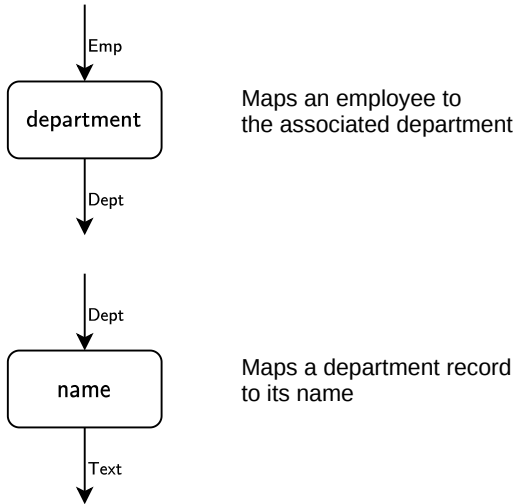 Emp
department
Maps an employee to
the associated department
Dept
Dept
name
Maps a department record
to its name
Text